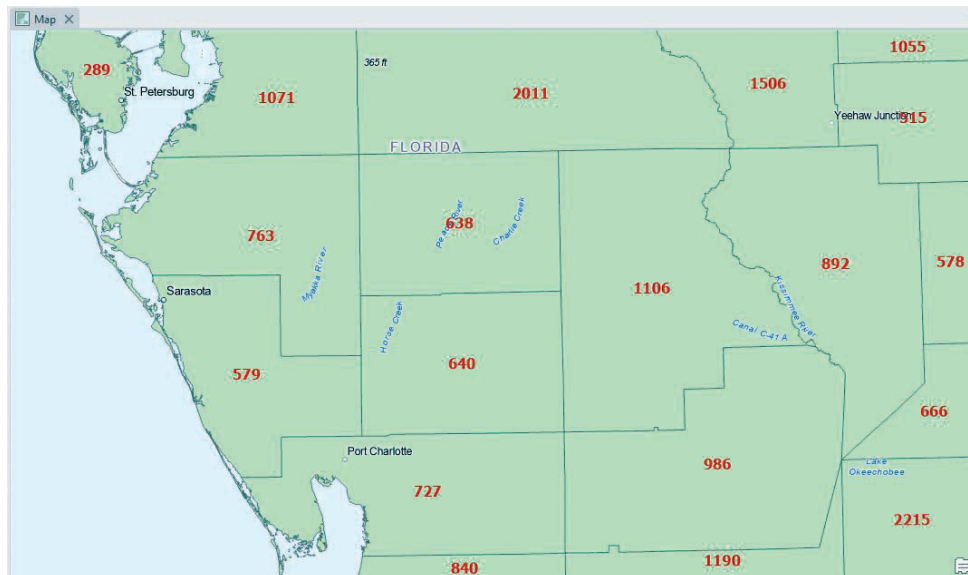 Map
1055
289
365 ft
1506
St. Petersburg
2011
1071
Yeehaw Junction
915
FLORIDA
638
Peace River
Charlie Creek
763
892
578
Myakka River
1106
Sarasota
Kissimmee River
Horse Creek
Canal C-41 A
640
579
666
Port Charlotte
986
Lake
Okeechobee
727
2215
1190
840